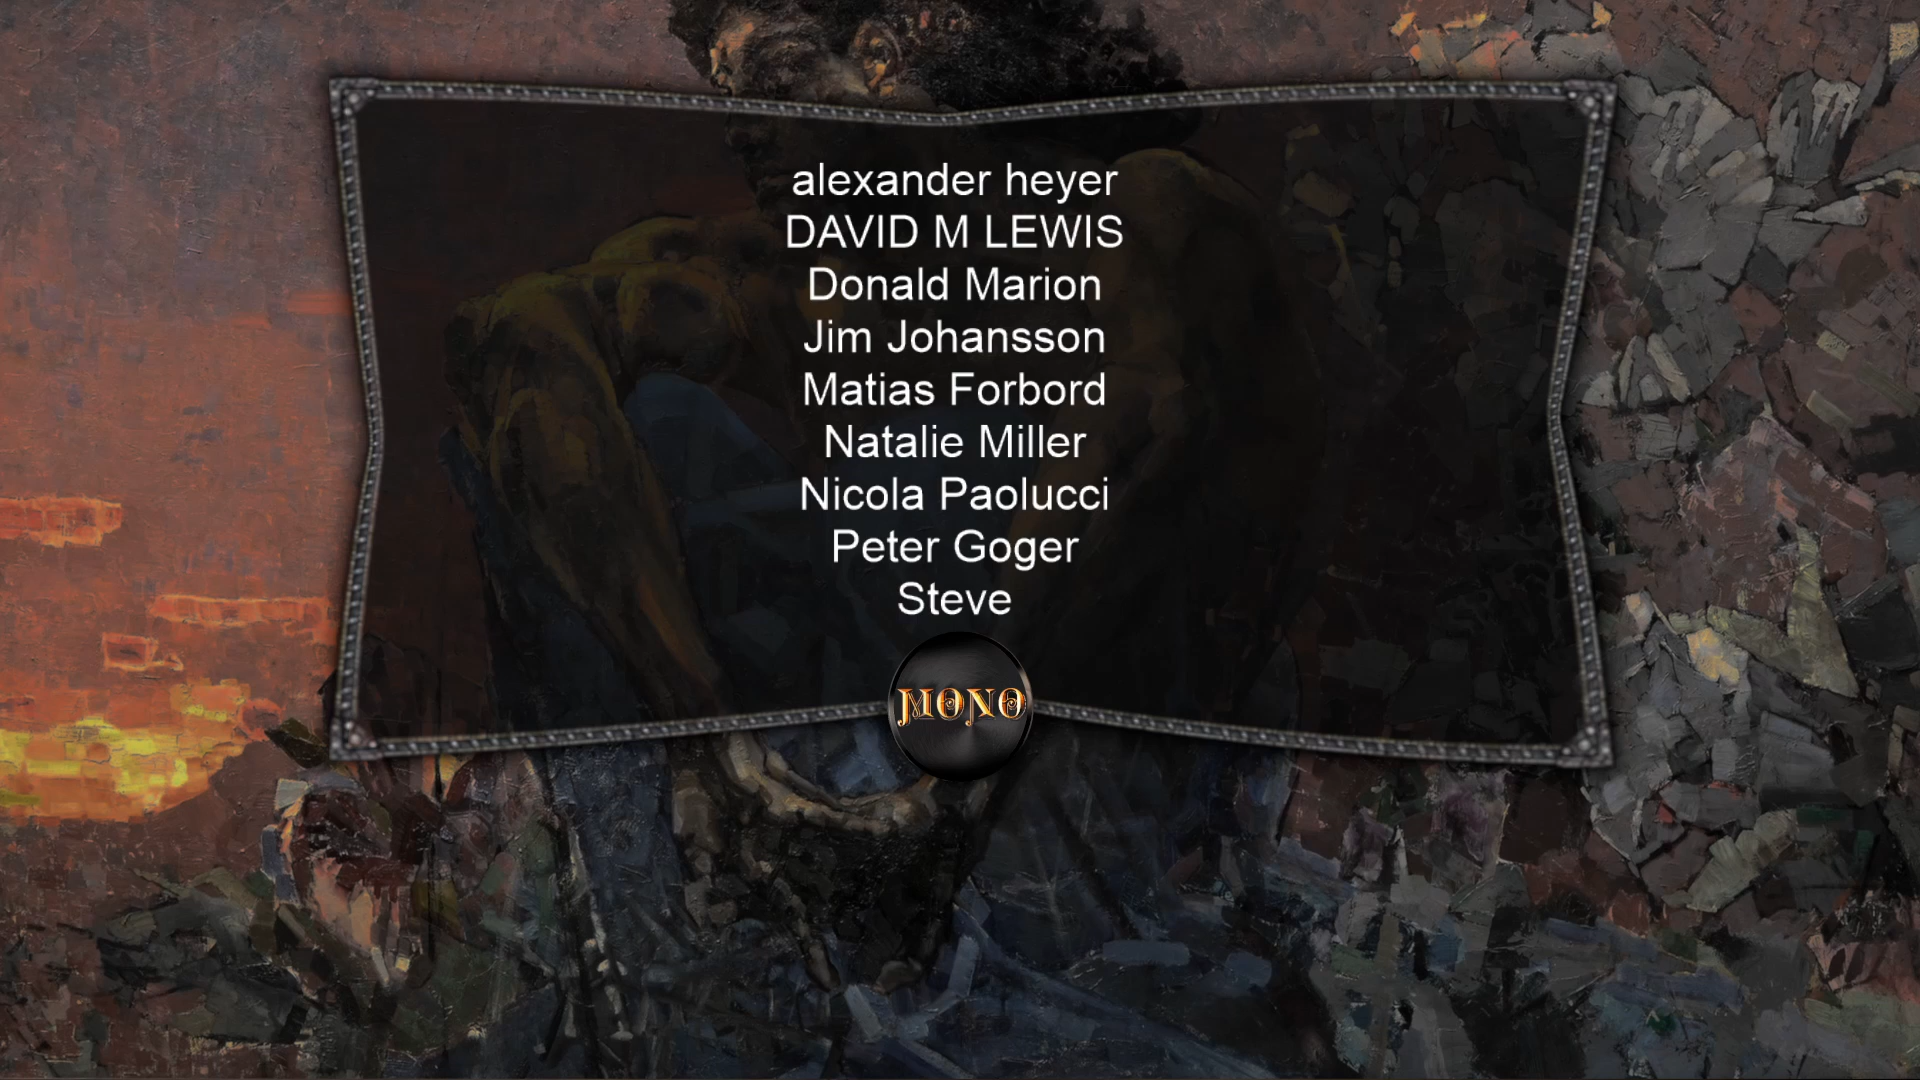 alexander heyer
DAVID M LEWIS
Donald Marion
Jim Johansson
Matias Forbord
Natalie Miller
Nicola Paolucci
Peter Goger
Steve
MONO